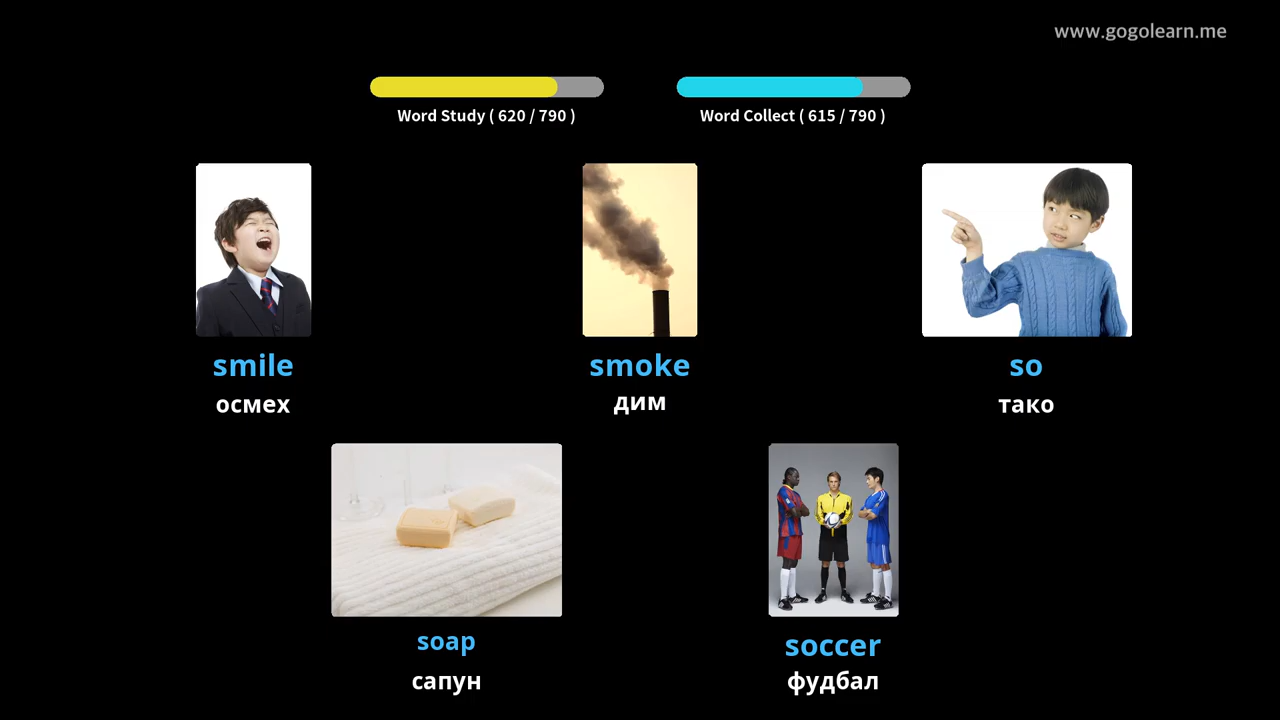 www.gogolearn.me
Word Study ( 620 / 790 )
Word Collect ( 615 / 790 )
smile
осмех
smoke
дим
so
тако
soap
сапун
soccer
фудбал